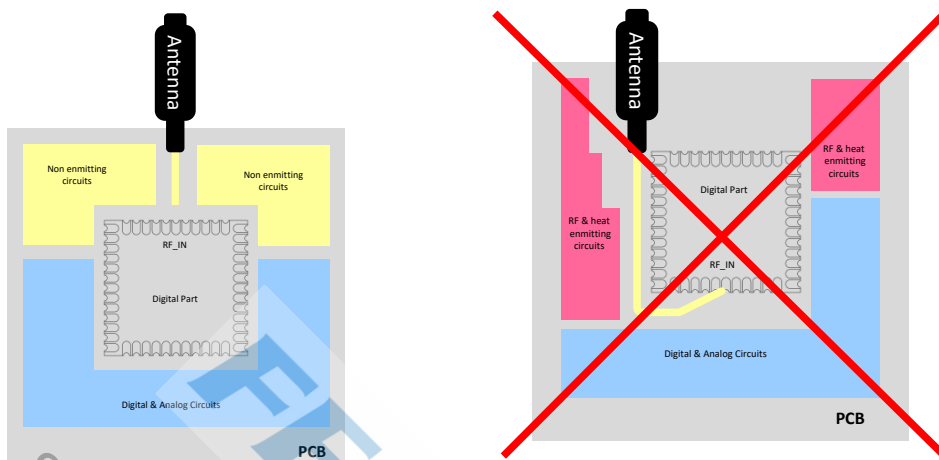 Antenna
Non enmitting
circuits
Non enmitting
circuits
RF_IN
Digital Part
Digital & Analog Circuits
PCB
Antenna
RF & heat
enmitting
circuits
Digital Part
RF & heat
enmitting
circuits
RF_IN
Digital & Analog Circuits
PCB